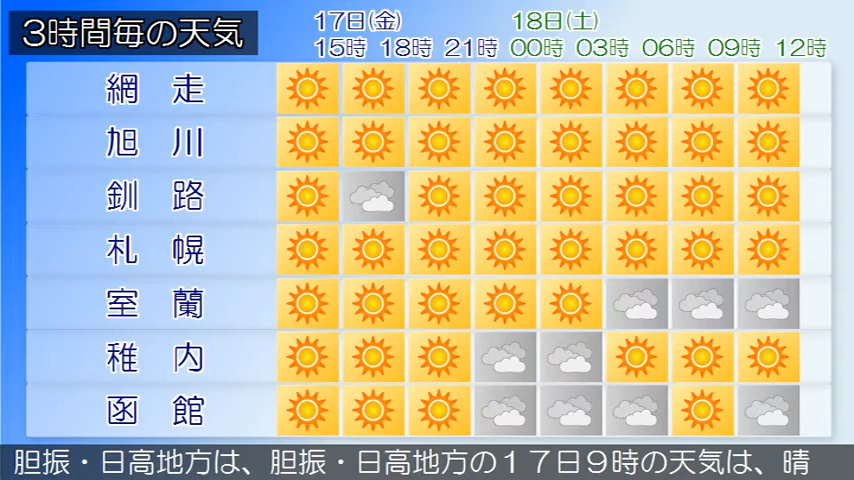 3時間毎の天気
17日(金) 18日(土)
15時 18時 21時 00時 03時 06時 09時 12時
網 走
旭 川
釧 路
札 幌
室 蘭
稚 内
函 館
胆振・日高地方は、胆振・日高地方の１７日９時の天気は、晴